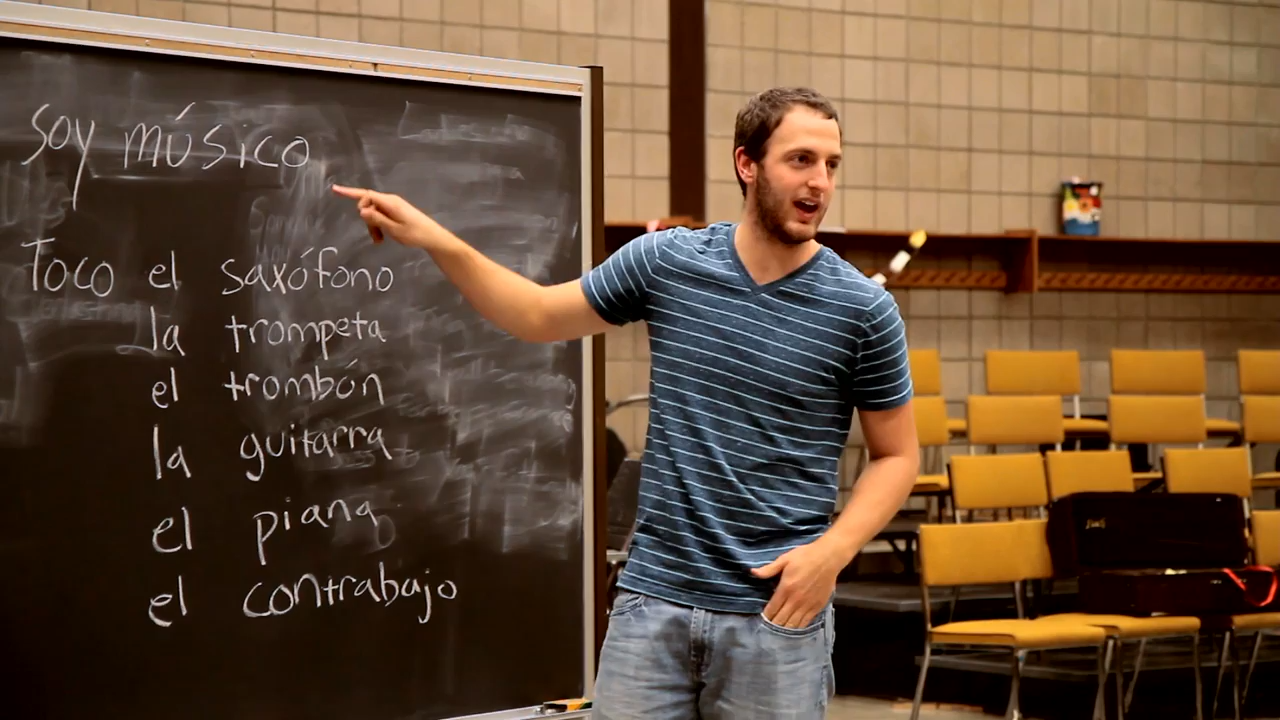 Soy músico
Toco el saxófono
la trompeta
el trombón
la guitarra
el piana
el contrabajo